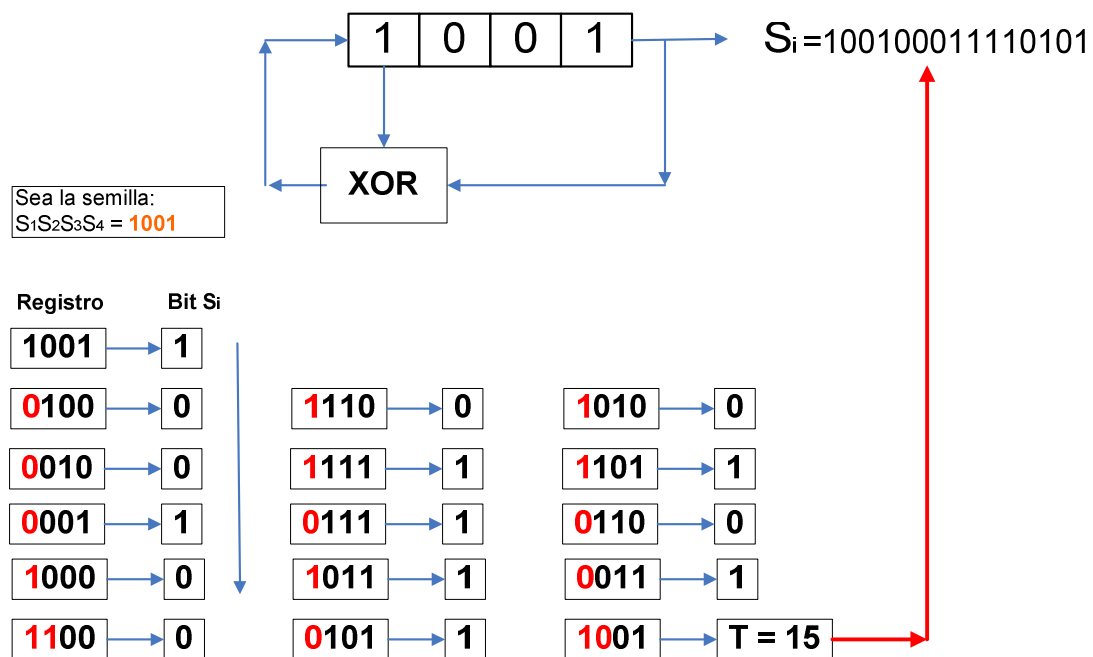 1 0 0 1
Si =100100011110101
XOR
Sea la semilla:
S1S2S3S4 = 1001
Registro Bit Si
1001 1
0100 0
0010 0
0001 1
1000 0
1100 0
1110 0
1111 1
0111 1
1011 1
0101 1
1010 0
1101 1
0110 0
0011 1
1001 T = 15